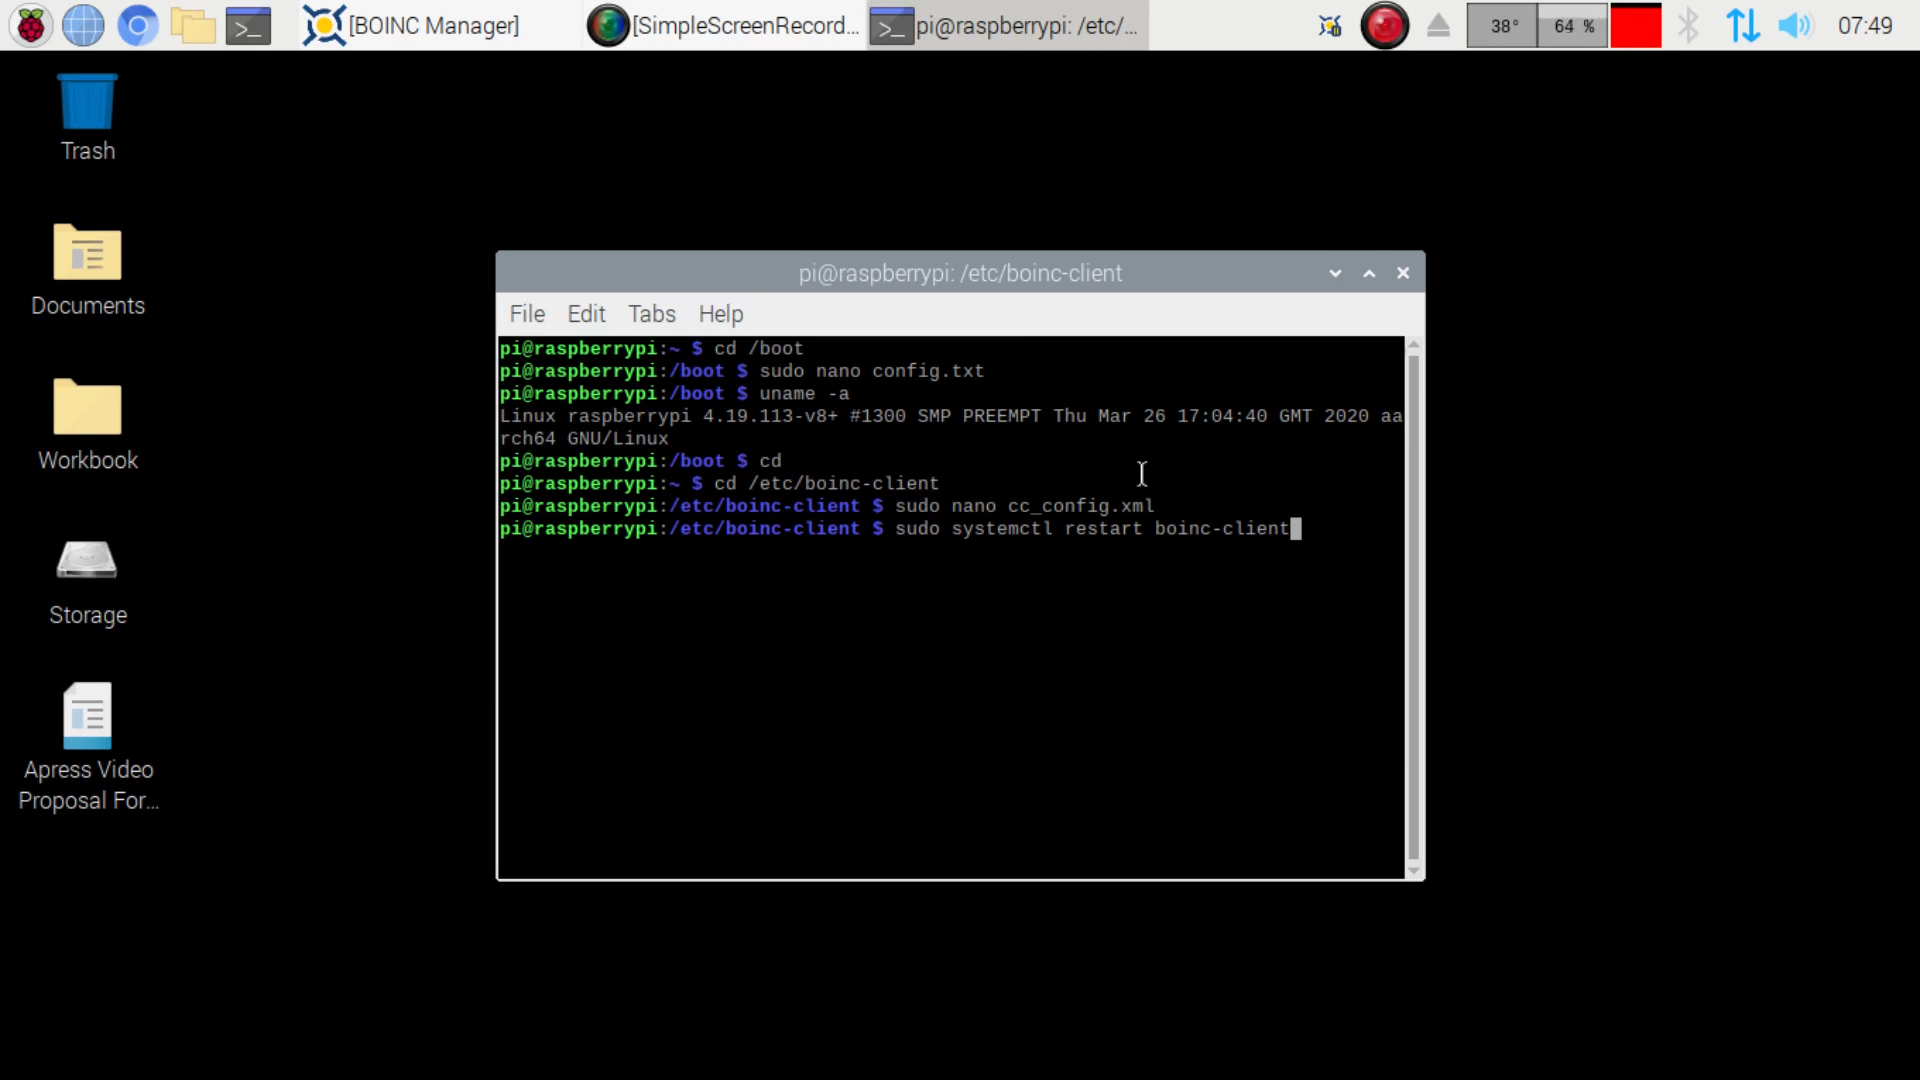 [BOINC Manager]
[SimpleScreenRecord...
pi@raspberrypi: /etc/...
38°
64 %
07:49
Trash
Documents
Workbook
Storage
Apress Video
Proposal For...
pi@raspberrypi: /etc/boinc-client
File Edit Tabs Help
pi@raspberrypi:~ $ cd /boot
pi@raspberrypi:/boot $ sudo nano config.txt
pi@raspberrypi:/boot $ uname -a
Linux raspberrypi 4.19.113-v8+ #1300 SMP PREEMPT Thu Mar 26 17:04:40 GMT 2020 aa
rch64 GNU/Linux
pi@raspberrypi:/boot $ cd
pi@raspberrypi:~ $ cd /etc/boinc-client
pi@raspberrypi:/etc/boinc-client $ sudo nano cc_config.xml
pi@raspberrypi:/etc/boinc-client $ sudo systemctl restart boinc-client